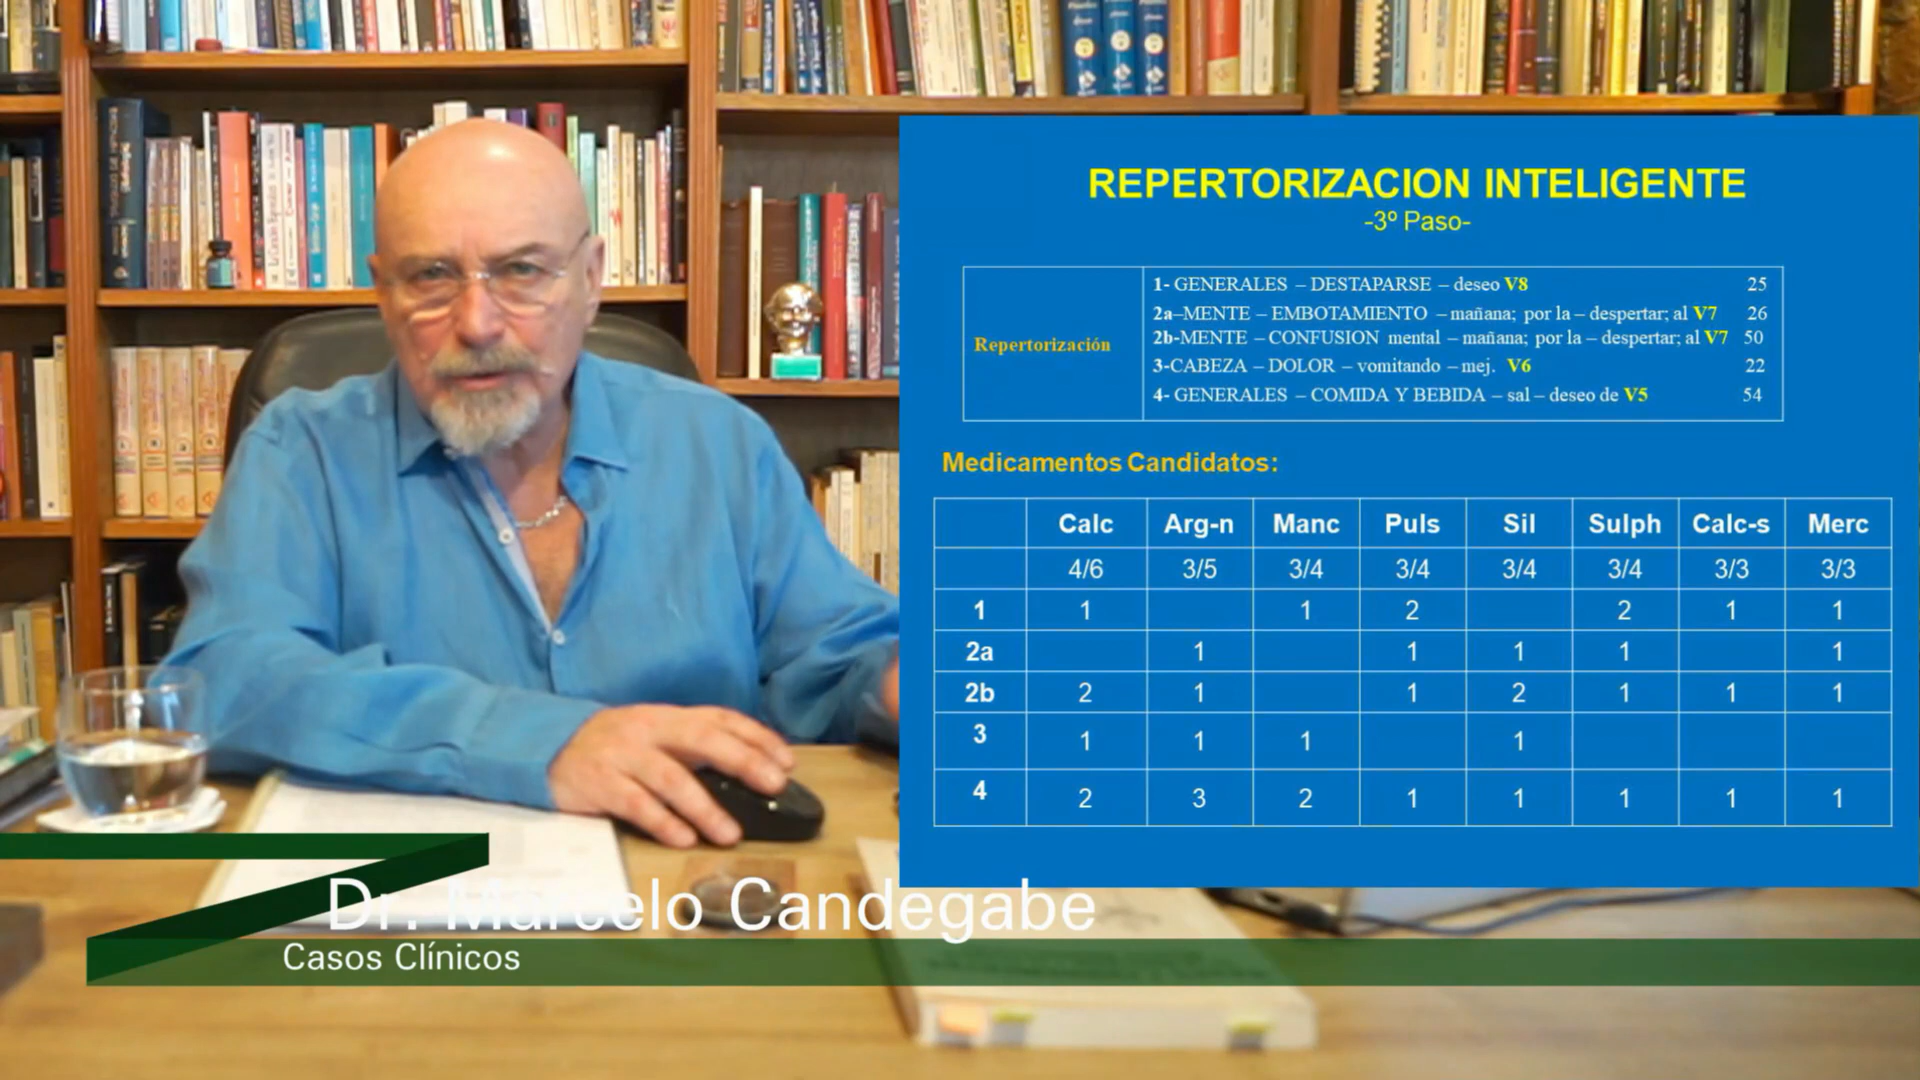 REPERTORIZACION INTELIGENTE
-3º Paso-
Repertorización
1- GENERALES – DESTAPARSE – deseo V8 25
2a–MENTE – EMBOTAMIENTO – mañana; por la – despertar; al V7 26
2b-MENTE – CONFUSION mental – mañana; por la – despertar; al V7 50
3-CABEZA – DOLOR – vomitando – mej. V6 22
4- GENERALES – COMIDA Y BEBIDA – sal – deseo de V5 54
Medicamentos Candidatos:
Calc Arg-n Manc Puls Sil Sulph Calc-s Merc
4/6 3/5 3/4 3/4 3/4 3/4 3/3 3/3
1 1 1 2 2 1 1
2a 1 1 1 1 1
2b 2 1 1 2 1 1 1
3 1 1 1 1
4 2 3 2 1 1 1 1 1
Dr. Marcelo Candegabe
Casos Clínicos